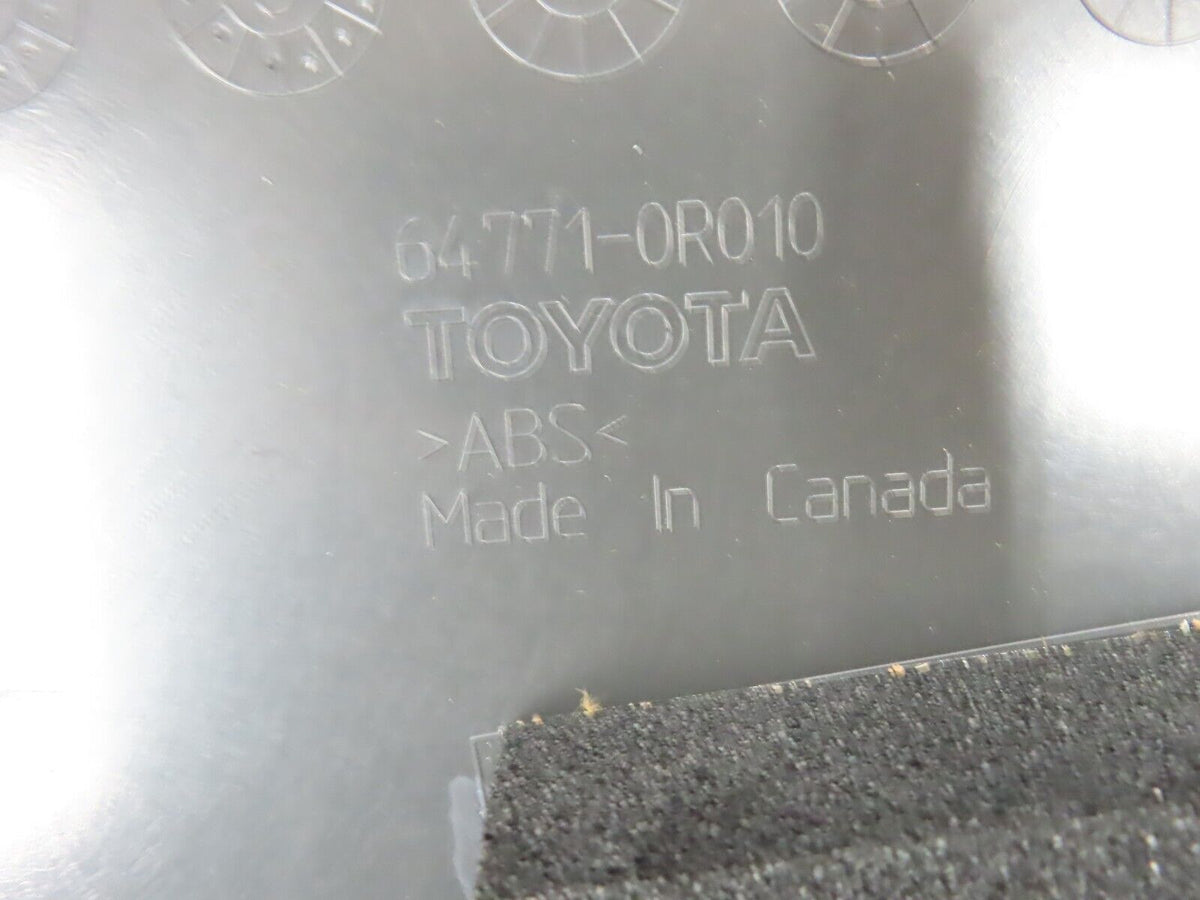 64771-0R010
TOYOTA
>ABS<
Made In Canada